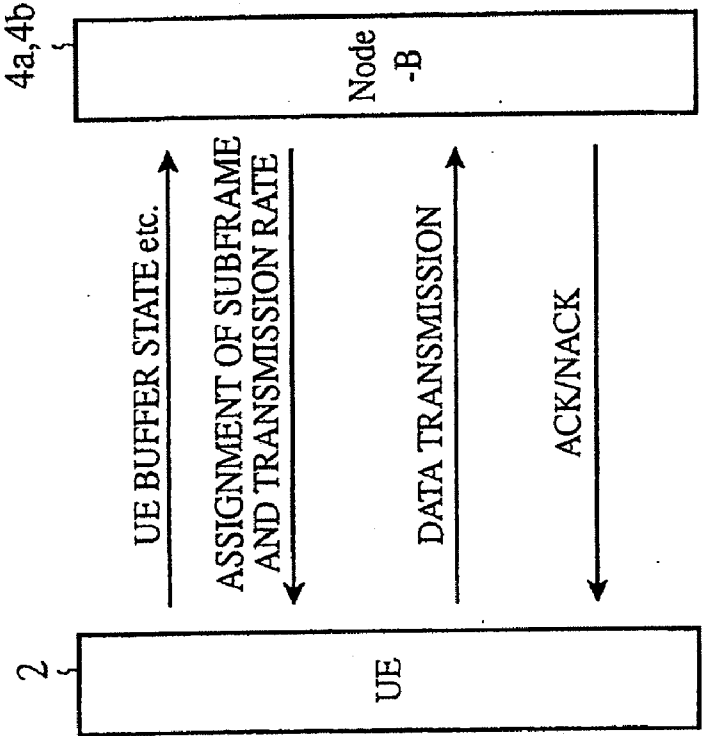 2
4a,4b
UE
Node
-B
UE BUFFER STATE etc.
ASSIGNMENT OF SUBFRAME
AND TRANSMISSION RATE
DATA TRANSMISSION
ACK/NACK